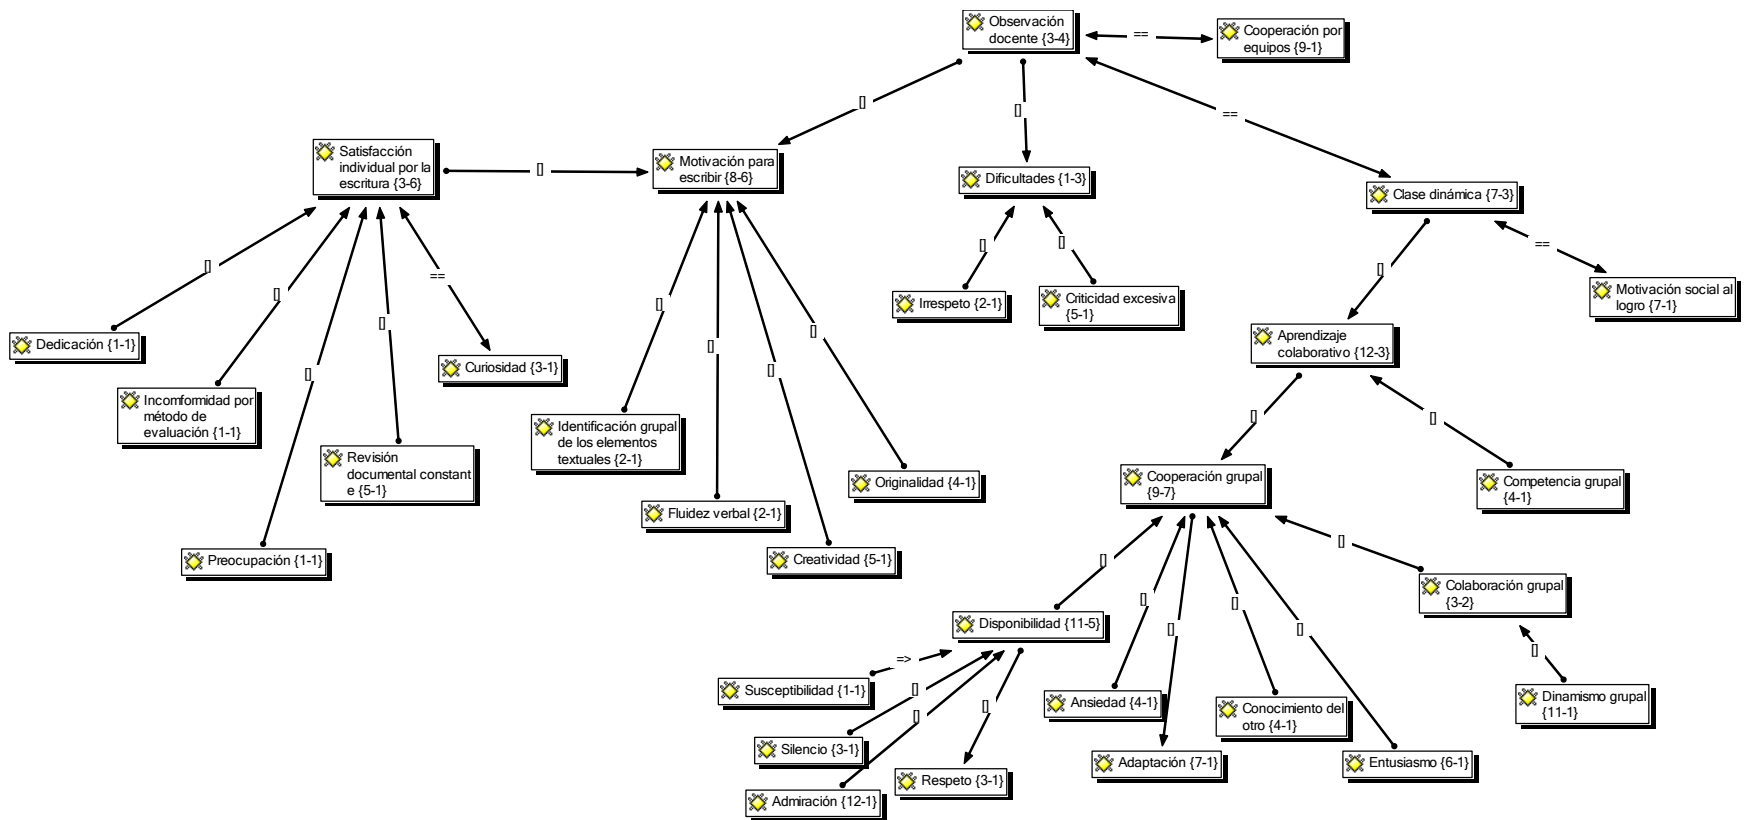 Observación
docente {3-4}
==
Cooperación por
equipos {9-1}
[]
[]
==
Satisfacción
individual por la
escritura {3-6}
[]
Motivación para
escribir {8-6}
Dificultades {1-3}
Clase dinámica {7-3}
[]
[]
==
[]
[]
==
[]
[]
[]
Irrespeto {2-1}
Criticidad excesiva
{5-1}
Motivación social al
logro {7-1}
[]
[]
[]
Dedicación {1-1}
Curiosidad {3-1}
[]
[]
Aprendizaje
colaborativo {12-3}
Incomformidad por
método de
evaluación {1-1}
[]
[]
Identificación grupal
de los elementos
textuales {2-1}
Revisión
documental constant
e {5-1}
Originalidad {4-1}
Cooperación grupal
{9-7}
Competencia grupal
{4-1}
Fluidez verbal {2-1}
Preocupación {1-1}
Creatividad {5-1}
[]
[]
[]
[]
[]
[]
Colaboración grupal
{3-2}
Disponibilidad {11-5}
=>
[]
[]
[]
[]
Susceptibilidad {1-1}
Ansiedad {4-1}
Conocimiento del
otro {4-1}
Dinamismo grupal
{11-1}
Silencio {3-1}
Respeto {3-1}
Adaptación {7-1}
Entusiasmo {6-1}
Admiración {12-1}